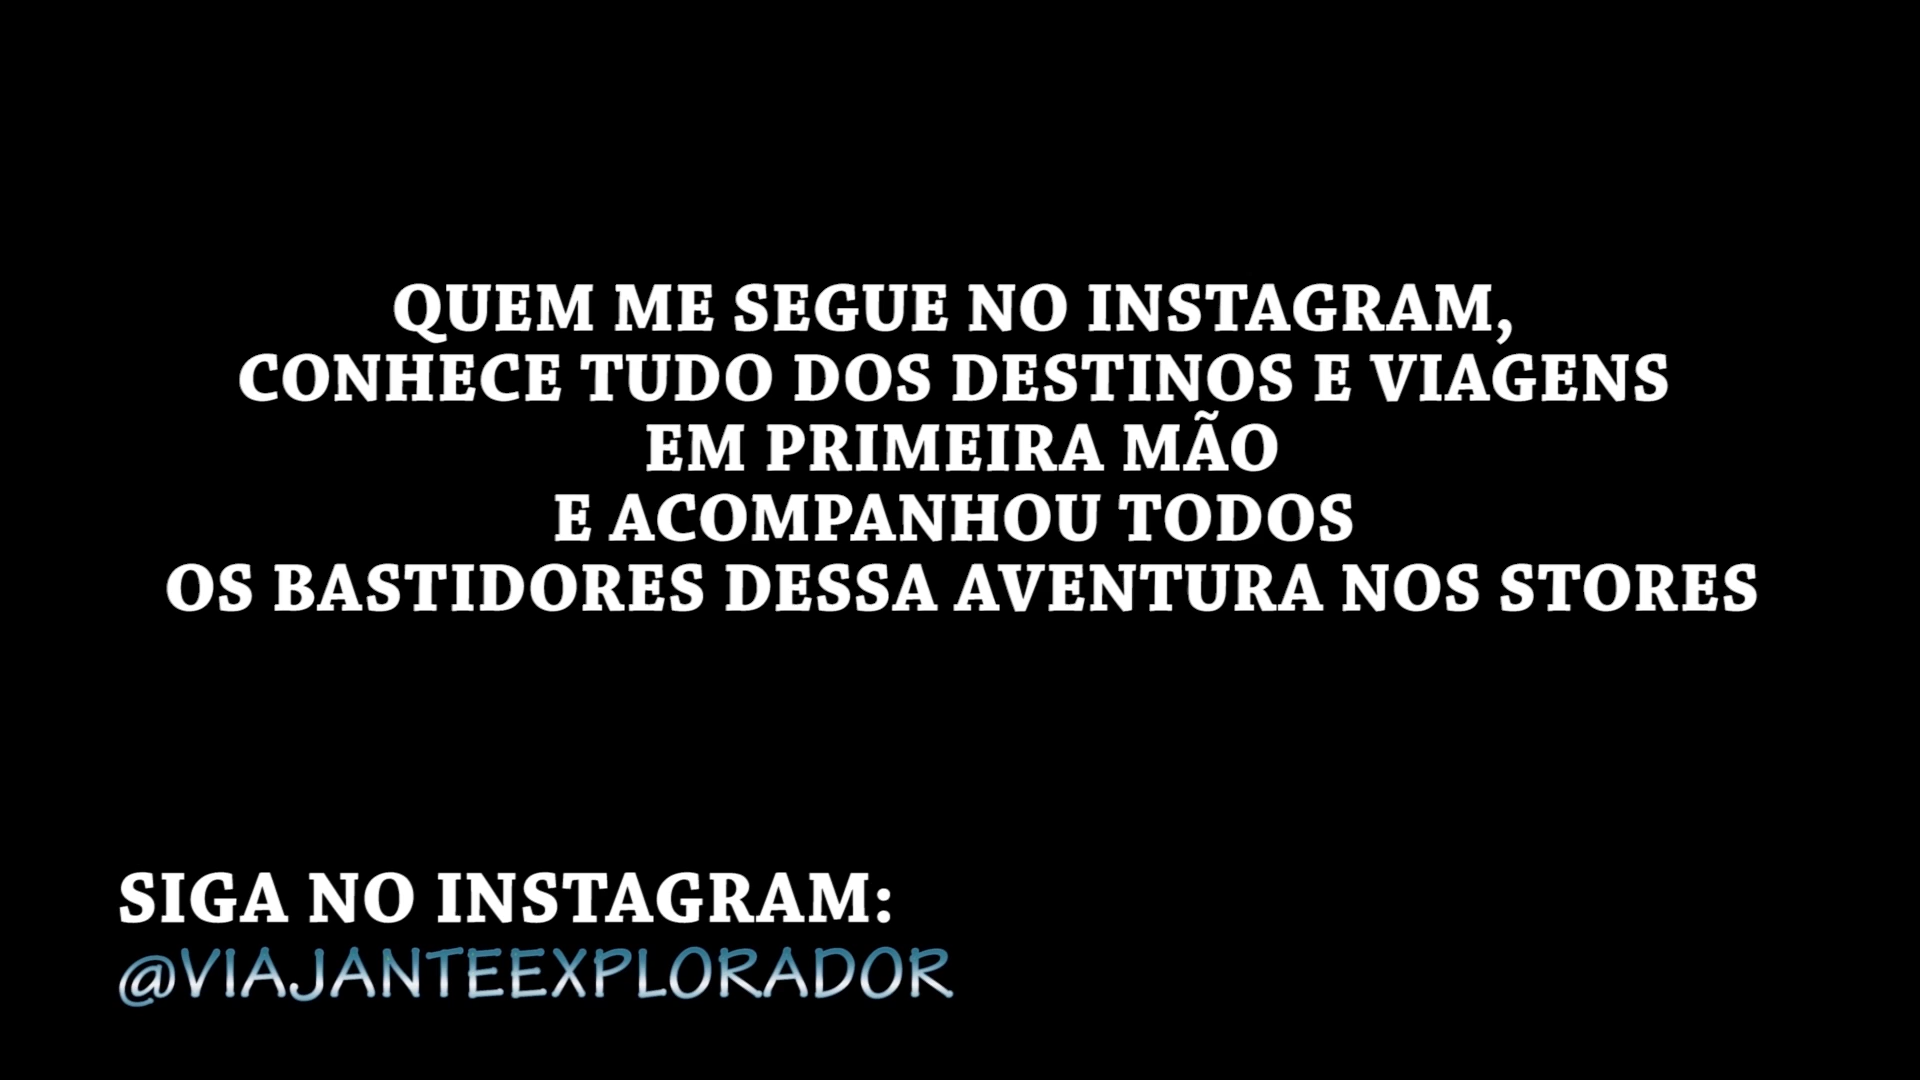 QUEM ME SEGUE NO INSTAGRAM,
CONHECE TUDO DOS DESTINOS E VIAGENS
EM PRIMEIRA MÃO
E ACOMPANHOU TODOS
OS BASTIDORES DESSA AVENTURA NOS STORES
SIGA NO INSTAGRAM:
@VIAJANTEEXPLORADOR